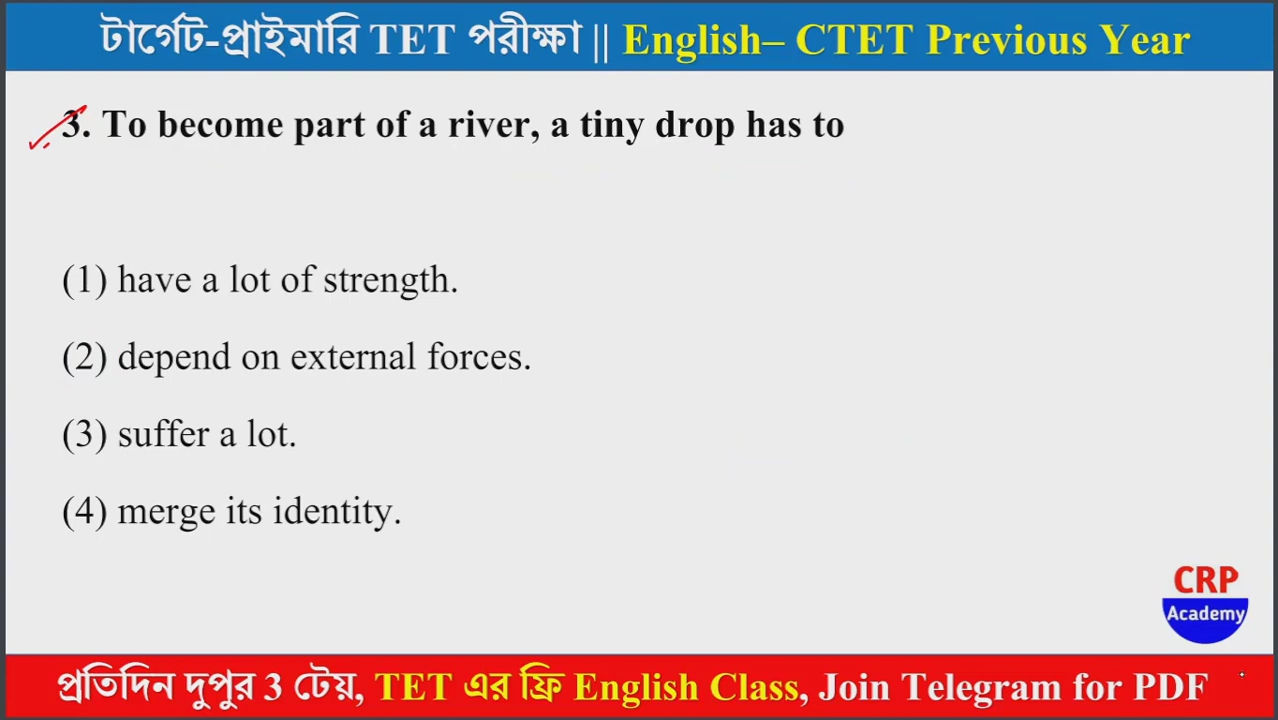 টার্গেট-প্রাইমারি TET পরীক্ষা || English– CTET Previous Year
3. To become part of a river, a tiny drop has to
(1) have a lot of strength.
(2) depend on external forces.
(3) suffer a lot.
(4) merge its identity.
CRP
Academy
প্রতিদিন দুপুর 3 টেয়, TET এর ফ্রি English Class, Join Telegram for PDF